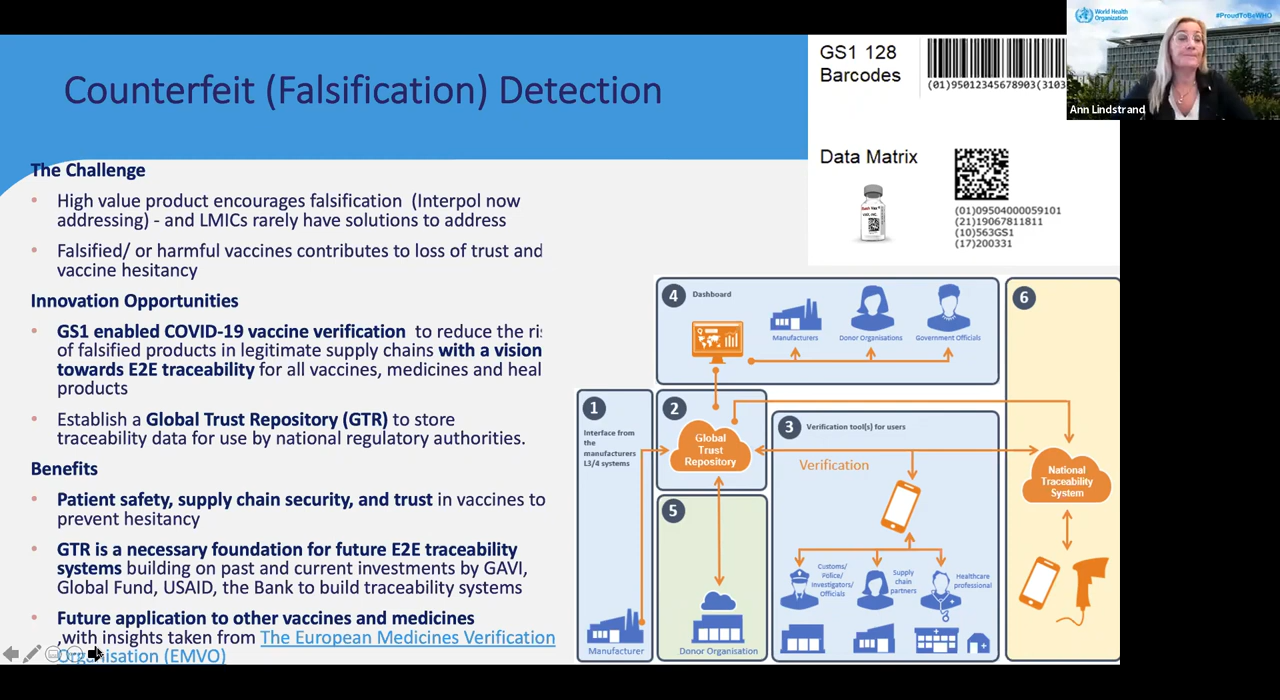 Counterfeit (Falsification) Detection
The Challenge
• High value product encourages falsification (Interpol now
addressing) - and LMICs rarely have solutions to address
• Falsified/ or harmful vaccines contributes to loss of trust and
vaccine hesitancy
Innovation Opportunities
• GS1 enabled COVID-19 vaccine verification to reduce the ri
of falsified products in legitimate supply chains with a vision
towards E2E traceability for all vaccines, medicines and heal
products
• Establish a Global Trust Repository (GTR) to store
traceability data for use by national regulatory authorities.
Benefits
• Patient safety, supply chain security, and trust in vaccines to
prevent hesitancy
• GTR is a necessary foundation for future E2E traceability
systems building on past and current investments by GAVI,
Global Fund, USAID, the Bank to build traceability systems
• Future application to other vaccines and medicines
,with insights taken from The European Medicines Verification
Organisation (EMVO)
GS1 128
Barcodes
(01)95012345678903(3103
Data Matrix
(01)09504000059101
(21)19067811811
(10)563GS1
(17)200331
World Health
Organization
#ProudToBeWHO
Ann Lindstrand
4 Dashboard
Manufacturers
Donor Organisations
Government Officials
1
Interface from
the
manufacturers
L3/4 systems
Manufacturer
2
Global
Trust
Repository
3 Verification tool(s) for users
Verification
Customs/
Police/
Investigators/
Officials
Supply
chain
partners
Healthcare
professional
5
Donor Organisation
6
National
Traceability
System